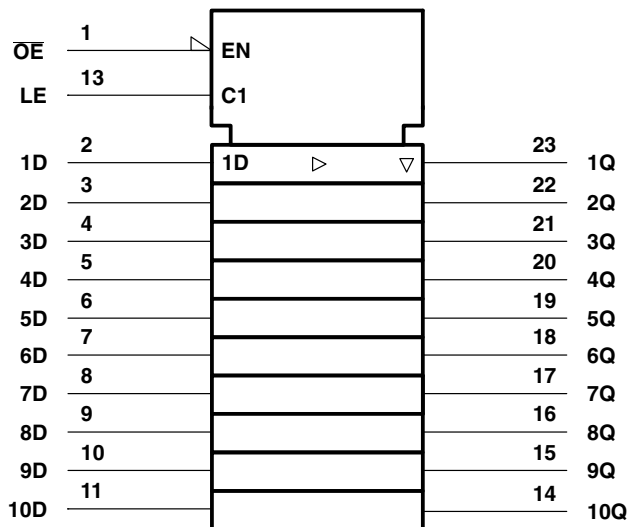 OE 1 EN
LE 13 C1
1D 2 1D 23 1Q
2D 3 22 2Q
3D 4 21 3Q
4D 5 20 4Q
5D 6 19 5Q
6D 7 18 6Q
7D 8 17 7Q
8D 9 16 8Q
9D 10 15 9Q
10D 11 14 10Q